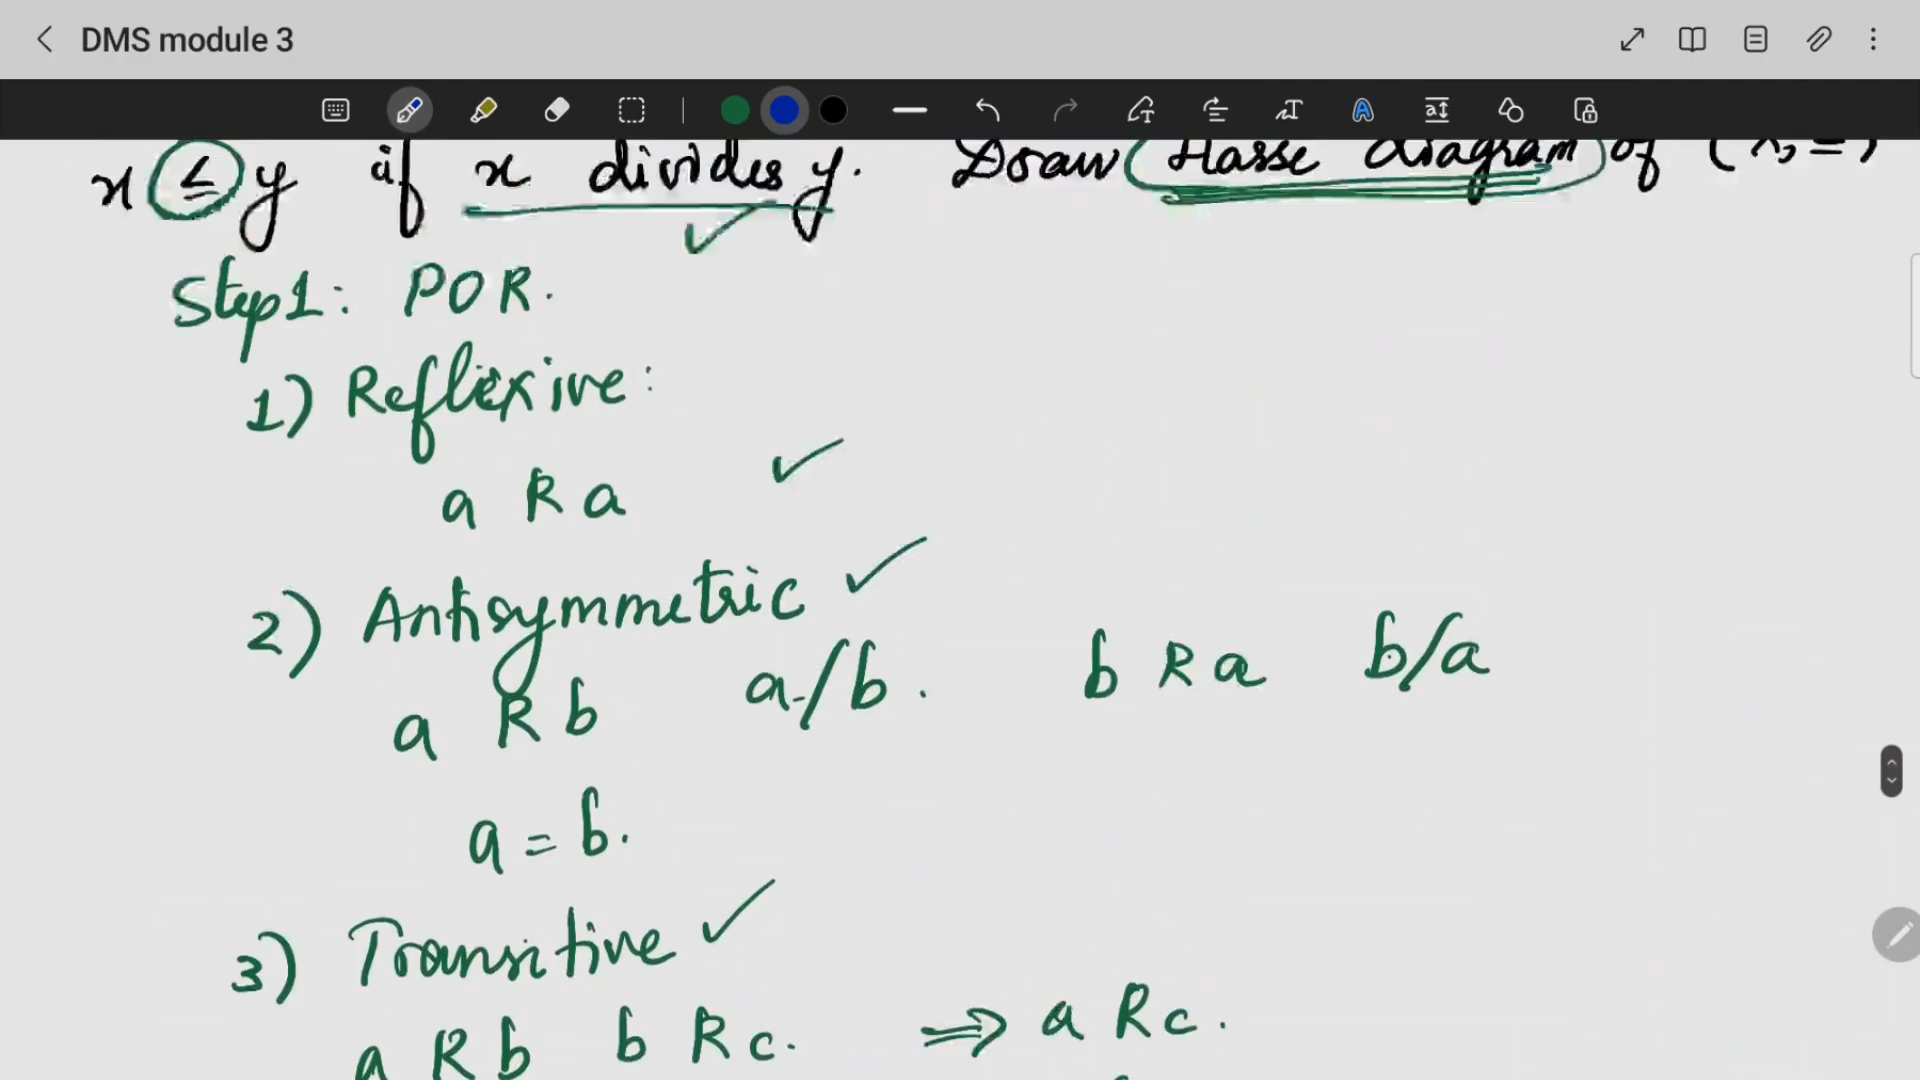 DMS module 3
x ≤ y if x divides y. Draw Hasse diagram of (
Step1: POR.
1) Reflexive:
a R a ✓
2) Antisymmetric ✓
a R b a/b. b R a b/a
a = b.
3) Transitive ✓
a R b b R c. ⇒ a R c.